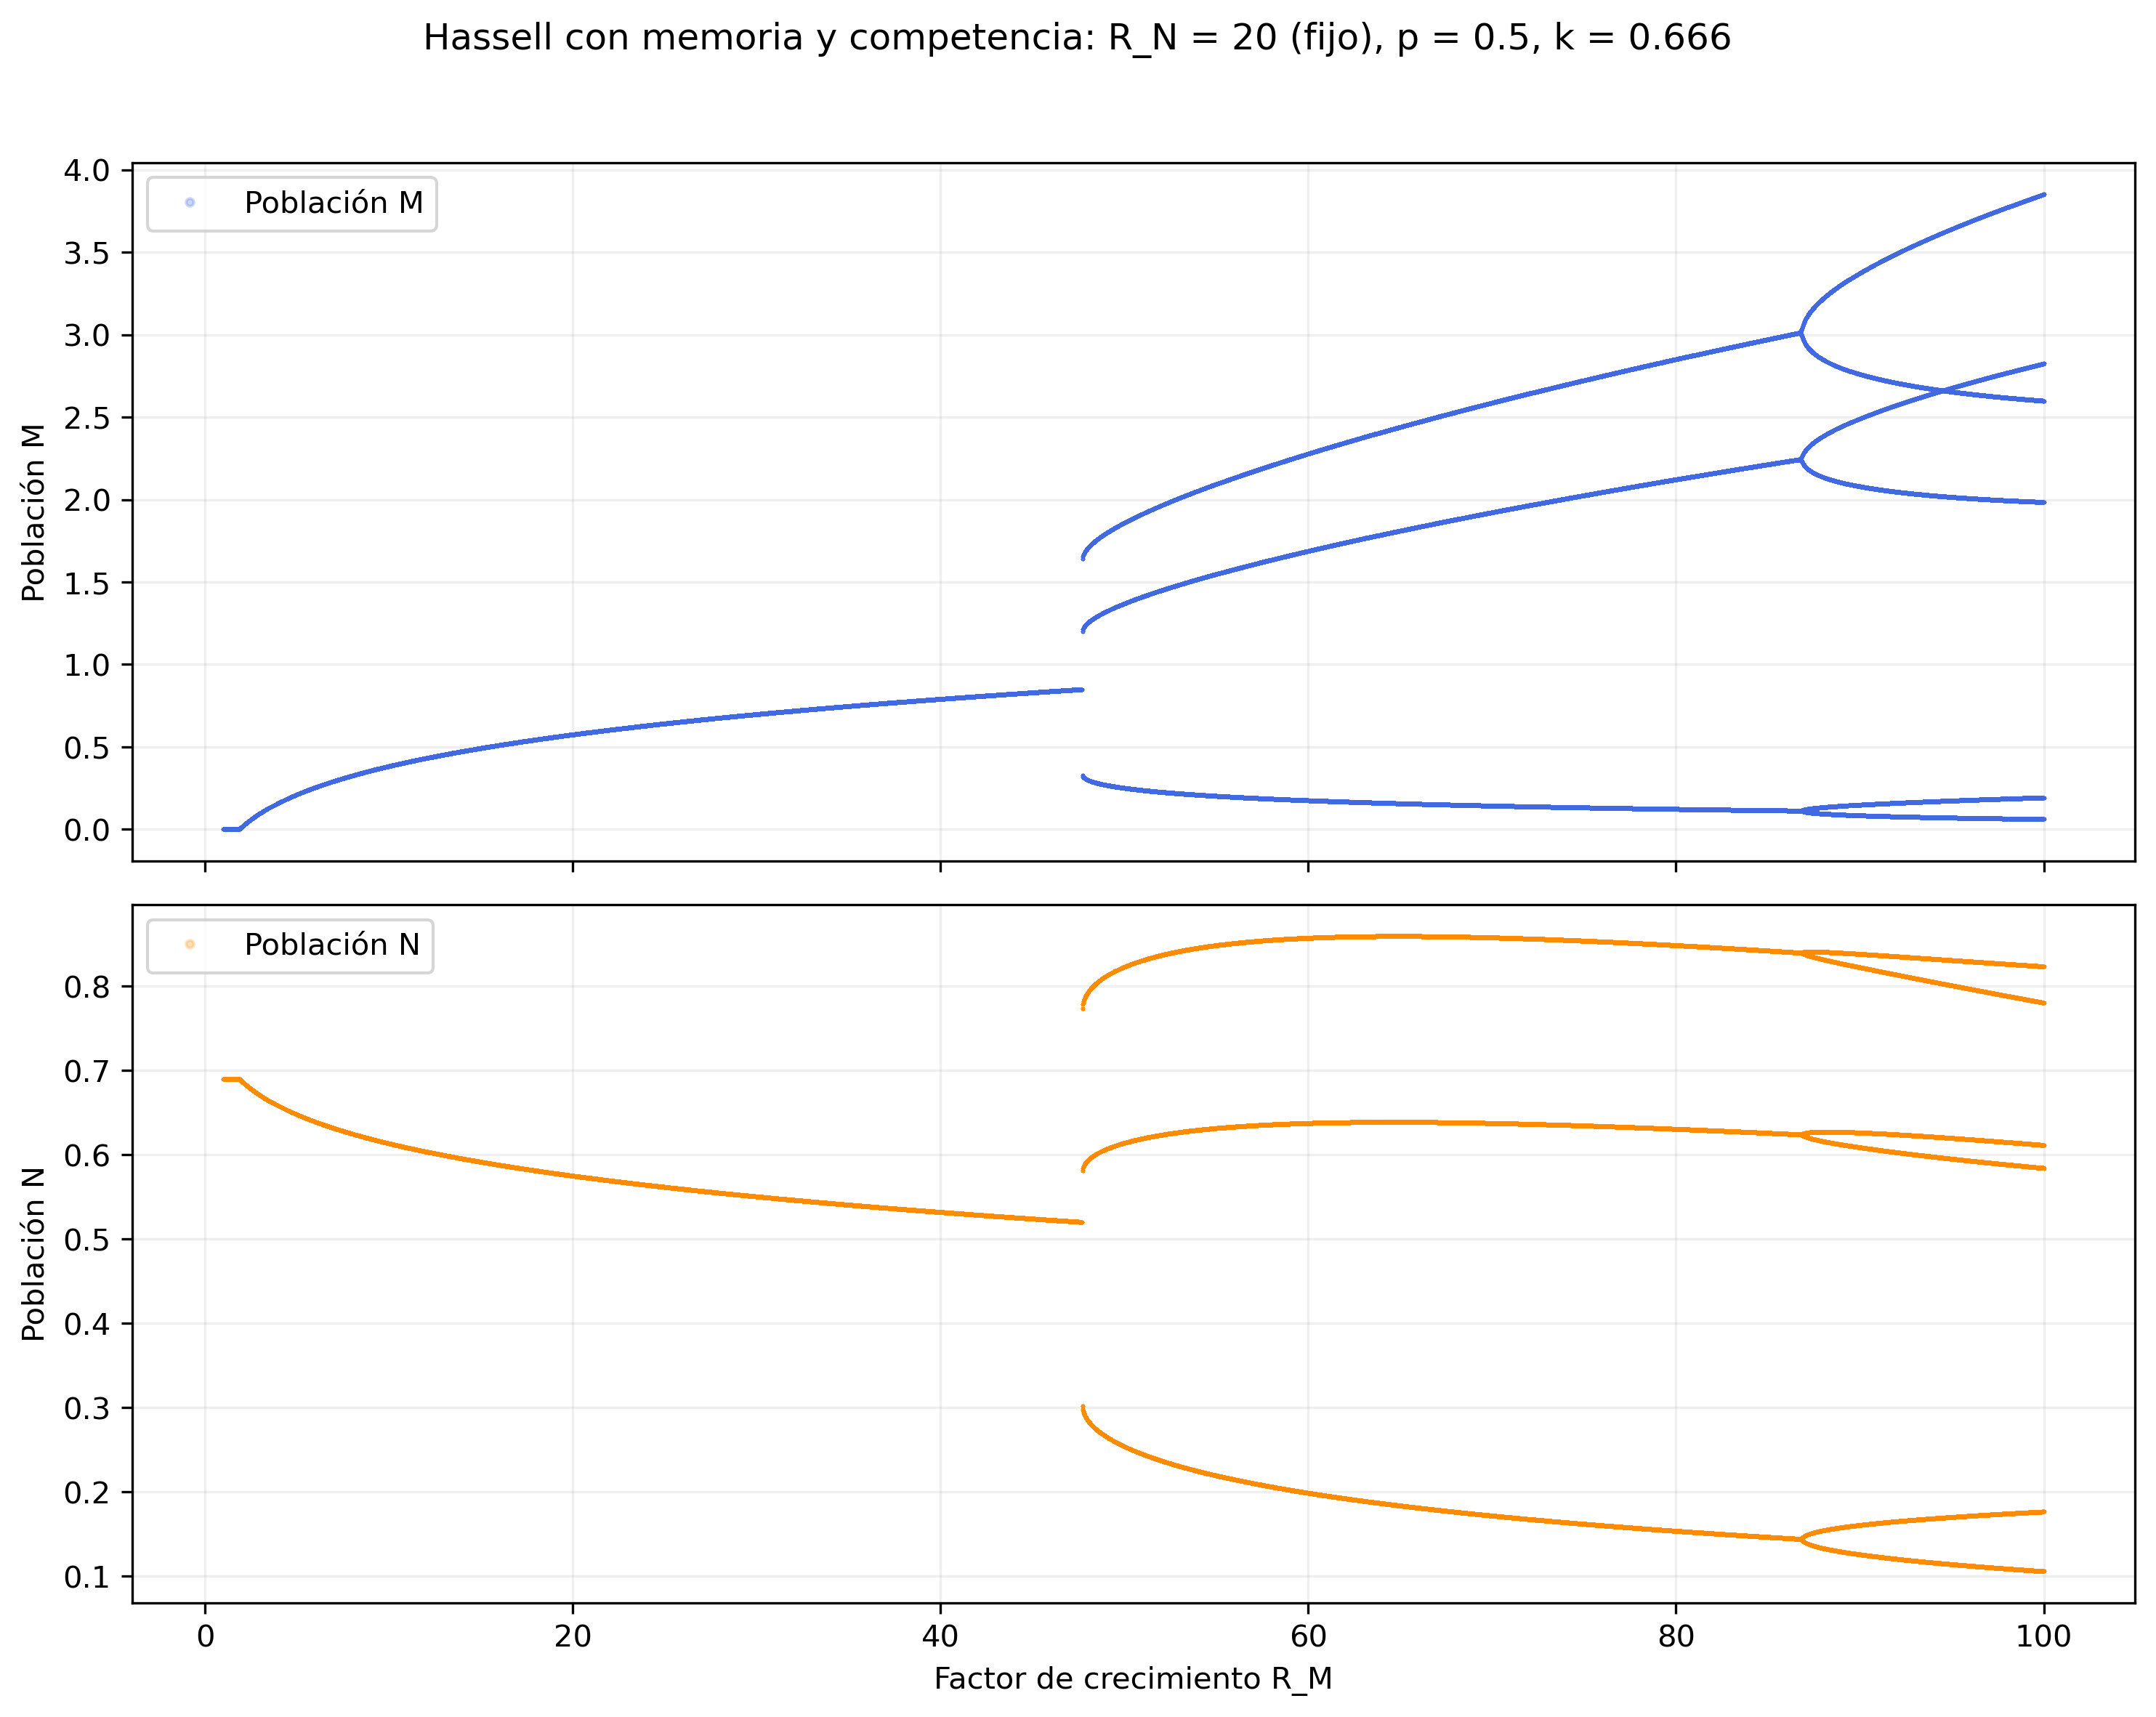 Hassell con memoria y competencia: R_N = 20 (fijo), p = 0.5, k = 0.666
Población M
4.0
3.5
3.0
2.5
2.0
1.5
1.0
0.5
0.0
Población M
Población N
0.8
0.7
0.6
0.5
0.4
0.3
0.2
0.1
Población N
0 20 40 60 80 100
Factor de crecimiento R_M